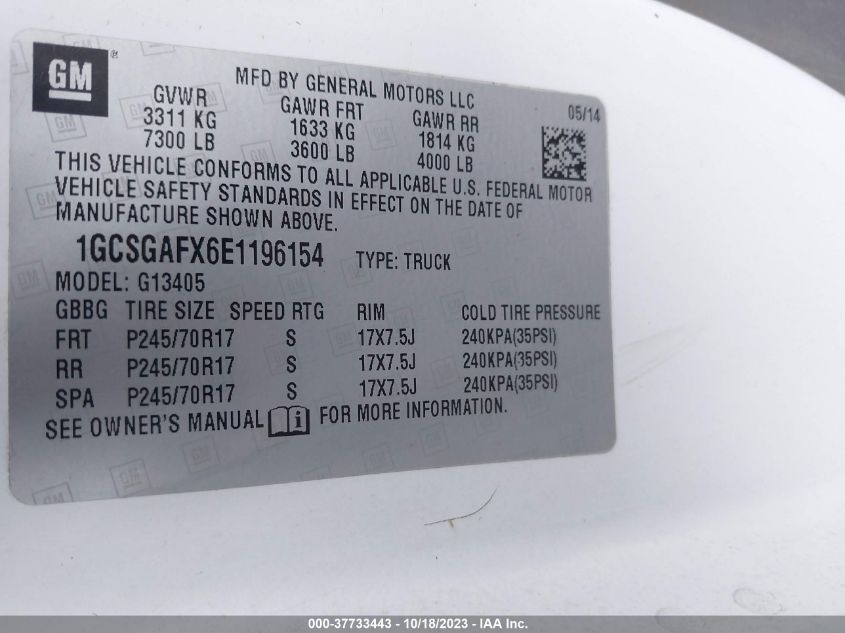 GM®
MFD BY GENERAL MOTORS LLC
05/14
GVWR GAWR FRT GAWR RR
3311 KG 1633 KG 1814 KG
7300 LB 3600 LB 4000 LB
THIS VEHICLE CONFORMS TO ALL APPLICABLE U.S. FEDERAL MOTOR
VEHICLE SAFETY STANDARDS IN EFFECT ON THE DATE OF
MANUFACTURE SHOWN ABOVE.
1GCSGAFX6E1196154 TYPE: TRUCK
MODEL: G13405
GBBG TIRE SIZE SPEED RTG RIM COLD TIRE PRESSURE
FRT P245/70R17 S 17X7.5J 240KPA(35PSI)
RR P245/70R17 S 17X7.5J 240KPA(35PSI)
SPA P245/70R17 S 17X7.5J 240KPA(35PSI)
SEE OWNER'S MANUAL i FOR MORE INFORMATION.
000-37733443 - 10/18/2023 - IAA Inc.